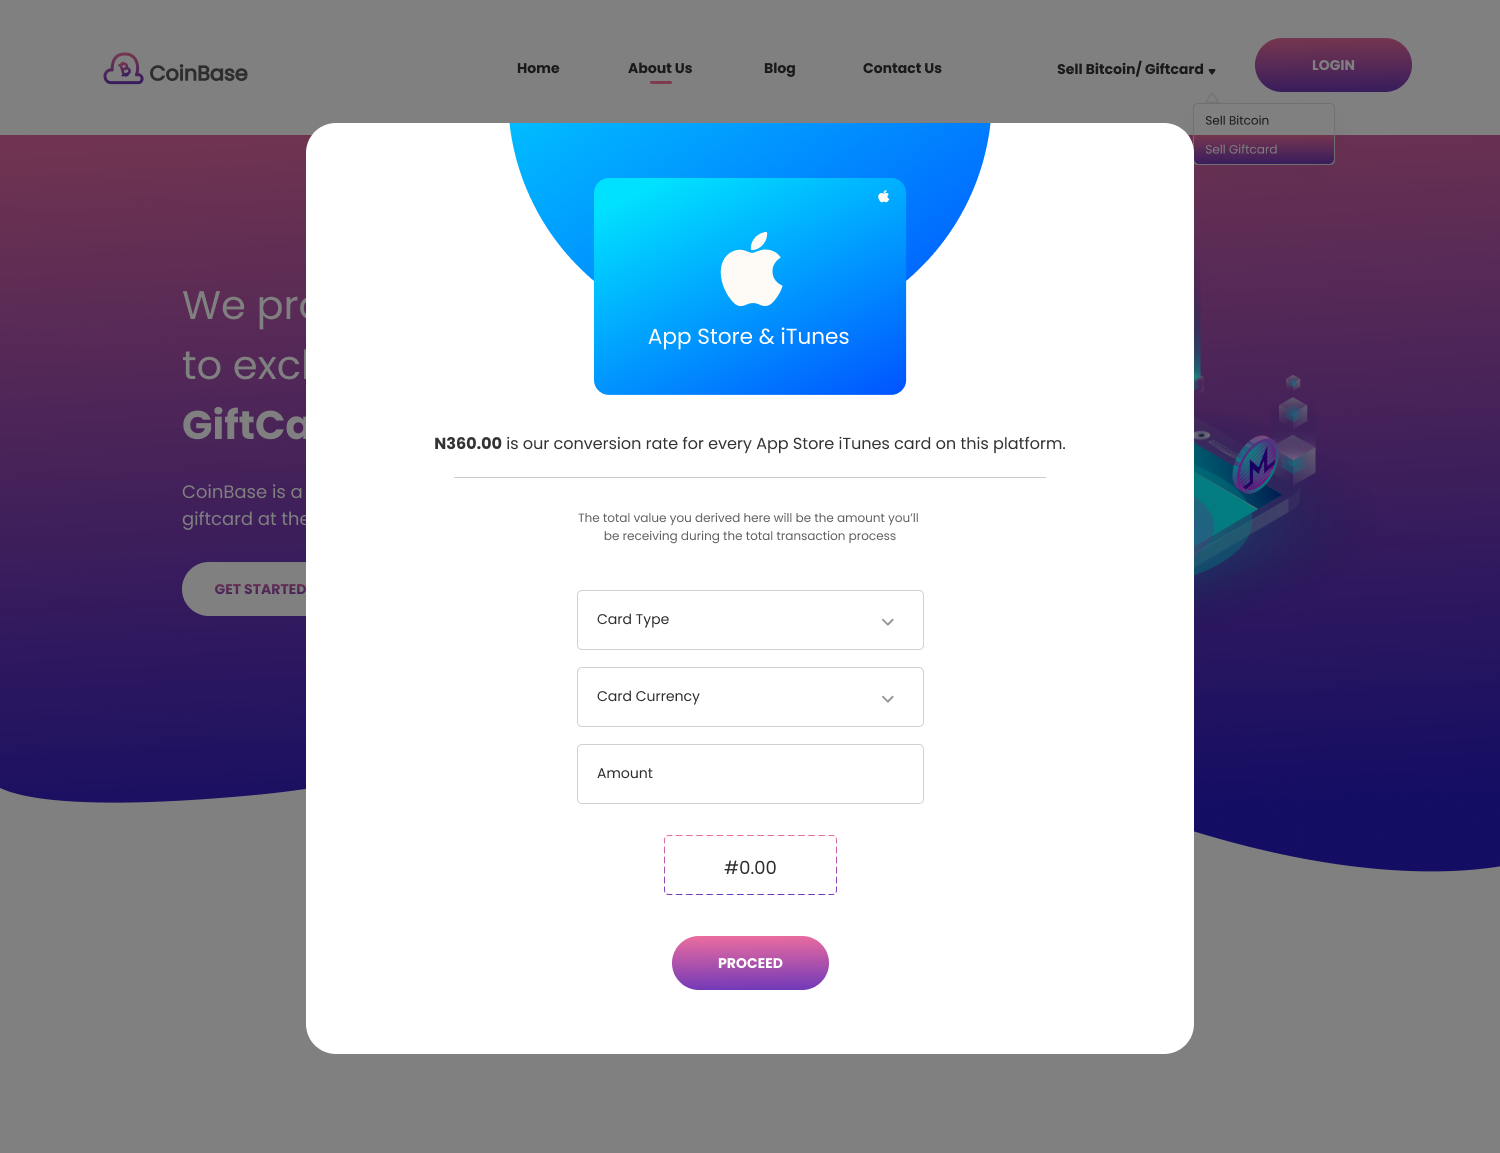 CoinBase
Home
About Us
Blog
Contact Us
Sell Bitcoin/ Giftcard
LOGIN
Sell Bitcoin
Sell Giftcard
We pro
to excl
GiftCa
CoinBase is a
giftcard at the
GET STARTED
App Store & iTunes
N360.00 is our conversion rate for every App Store iTunes card on this platform.
The total value you derived here will be the amount you’ll
be receiving during the total transaction process
Card Type
Card Currency
Amount
#0.00
PROCEED